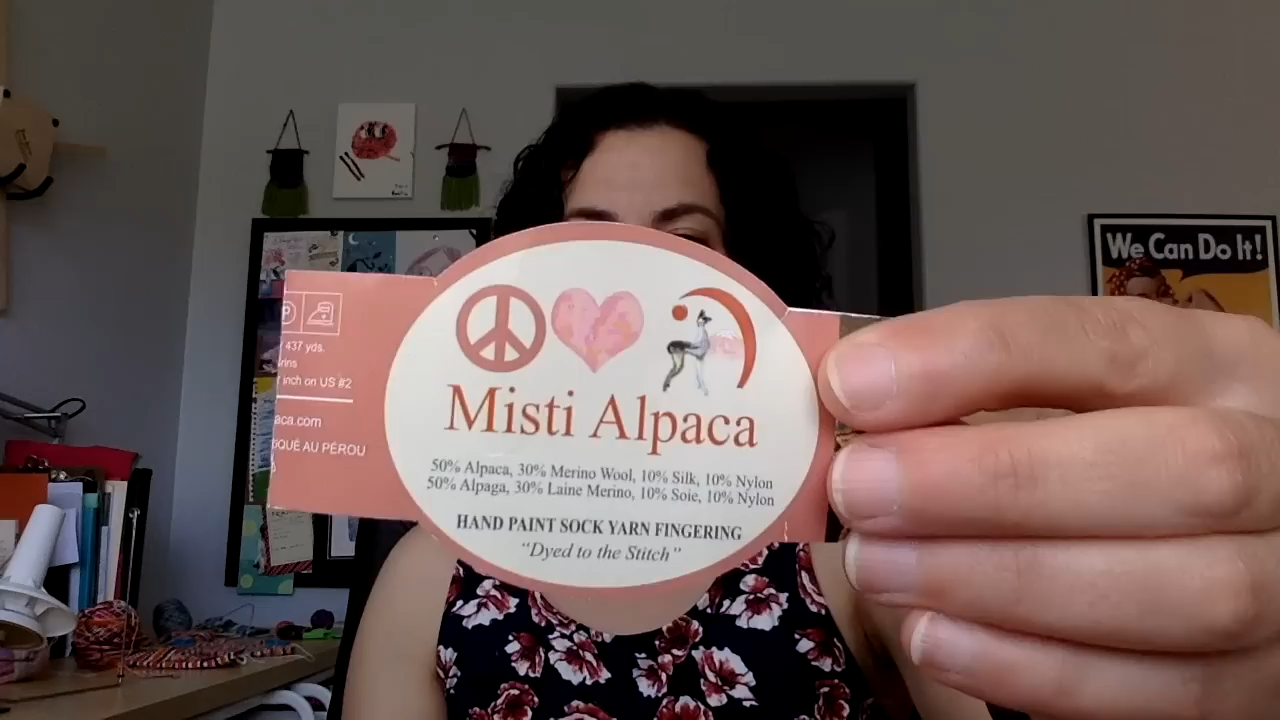 We Can Do It!
P
437 yds.
inch on US #2
aca.com
IQUÉ AU PÉROU
Misti Alpaca
50% Alpaca, 30% Merino Wool, 10% Silk, 10% Nylon
50% Alpaga, 30% Laine Merino, 10% Soie, 10% Nylon
HAND PAINT SOCK YARN FINGERING
"Dyed to the Stitch"